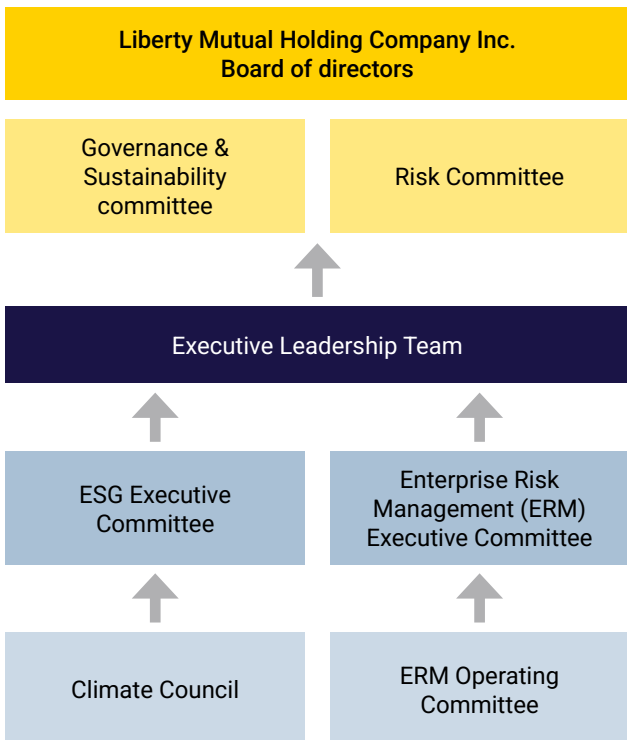 Liberty Mutual Holding Company Inc.
Board of directors
Governance &
Sustainability
committee
Risk Committee
Executive Leadership Team
ESG Executive
Committee
Enterprise Risk
Management (ERM)
Executive Committee
Climate Council
ERM Operating
Committee